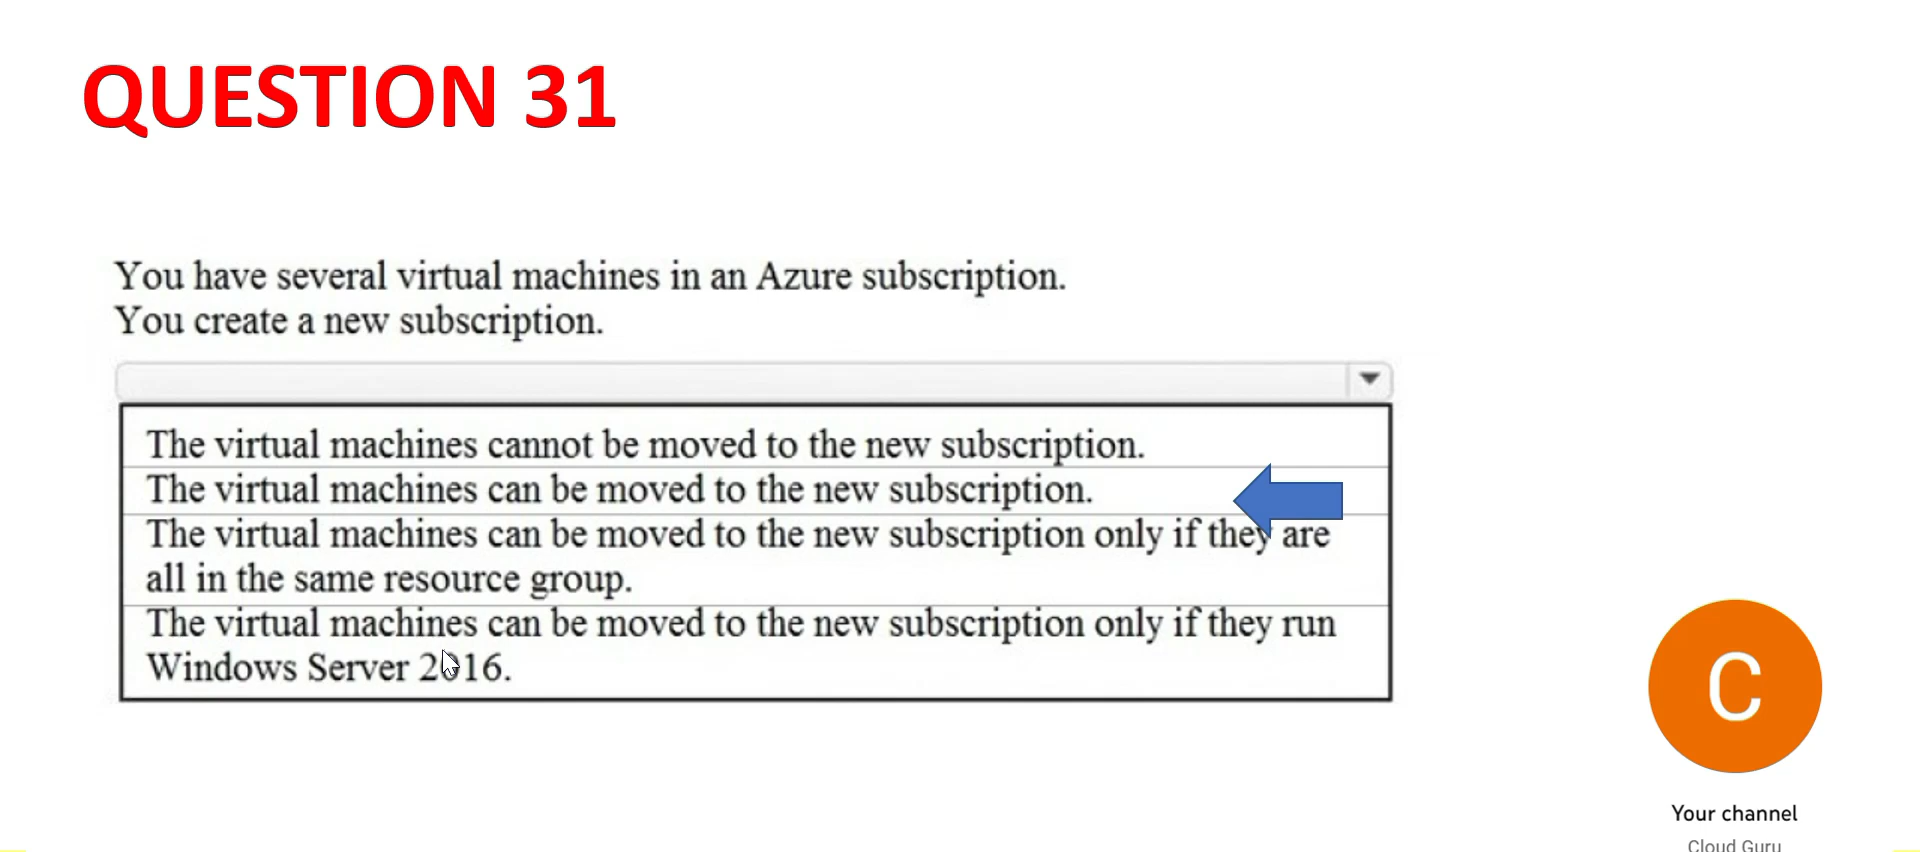 QUESTION 31
You have several virtual machines in an Azure subscription.
You create a new subscription.
The virtual machines cannot be moved to the new subscription.
The virtual machines can be moved to the new subscription.
The virtual machines can be moved to the new subscription only if they are
all in the same resource group.
The virtual machines can be moved to the new subscription only if they run
Windows Server 2016.
C
Your channel
Cloud Guru